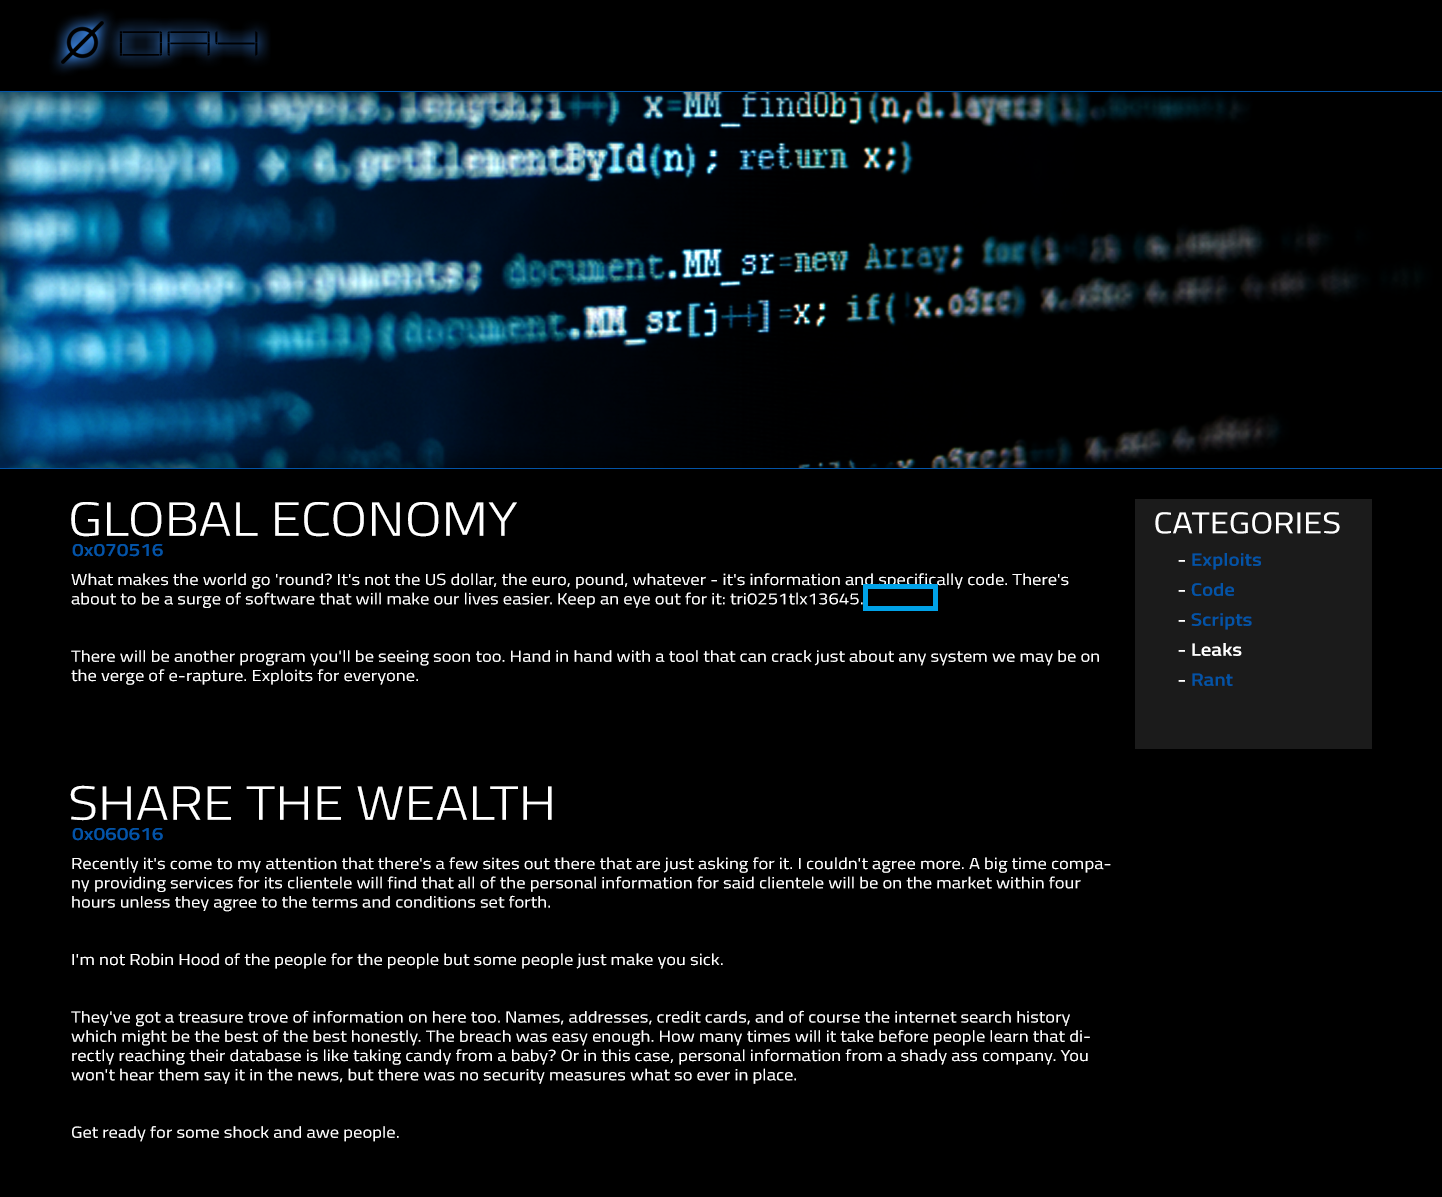 Ø DAY
x=MM_findObj(n,d.layers[i].document);
d.getElementById(n); return x;}
document.MM_sr=new Array; for(i
document.MM_sr[j++]=x; if( x.oSrc)
x.oSrc;i++)
GLOBAL ECONOMY
0x070516
What makes the world go 'round? It's not the US dollar, the euro, pound, whatever - it's information and specifically code. There's
about to be a surge of software that will make our lives easier. Keep an eye out for it: tri0251tlx13645.
There will be another program you'll be seeing soon too. Hand in hand with a tool that can crack just about any system we may be on
the verge of e-rapture. Exploits for everyone.
CATEGORIES
- Exploits
- Code
- Scripts
- Leaks
- Rant
SHARE THE WEALTH
0x060616
Recently it's come to my attention that there's a few sites out there that are just asking for it. I couldn't agree more. A big time compa-
ny providing services for its clientele will find that all of the personal information for said clientele will be on the market within four
hours unless they agree to the terms and conditions set forth.
I'm not Robin Hood of the people for the people but some people just make you sick.
They've got a treasure trove of information on here too. Names, addresses, credit cards, and of course the internet search history
which might be the best of the best honestly. The breach was easy enough. How many times will it take before people learn that di-
rectly reaching their database is like taking candy from a baby? Or in this case, personal information from a shady ass company. You
won't hear them say it in the news, but there was no security measures what so ever in place.
Get ready for some shock and awe people.